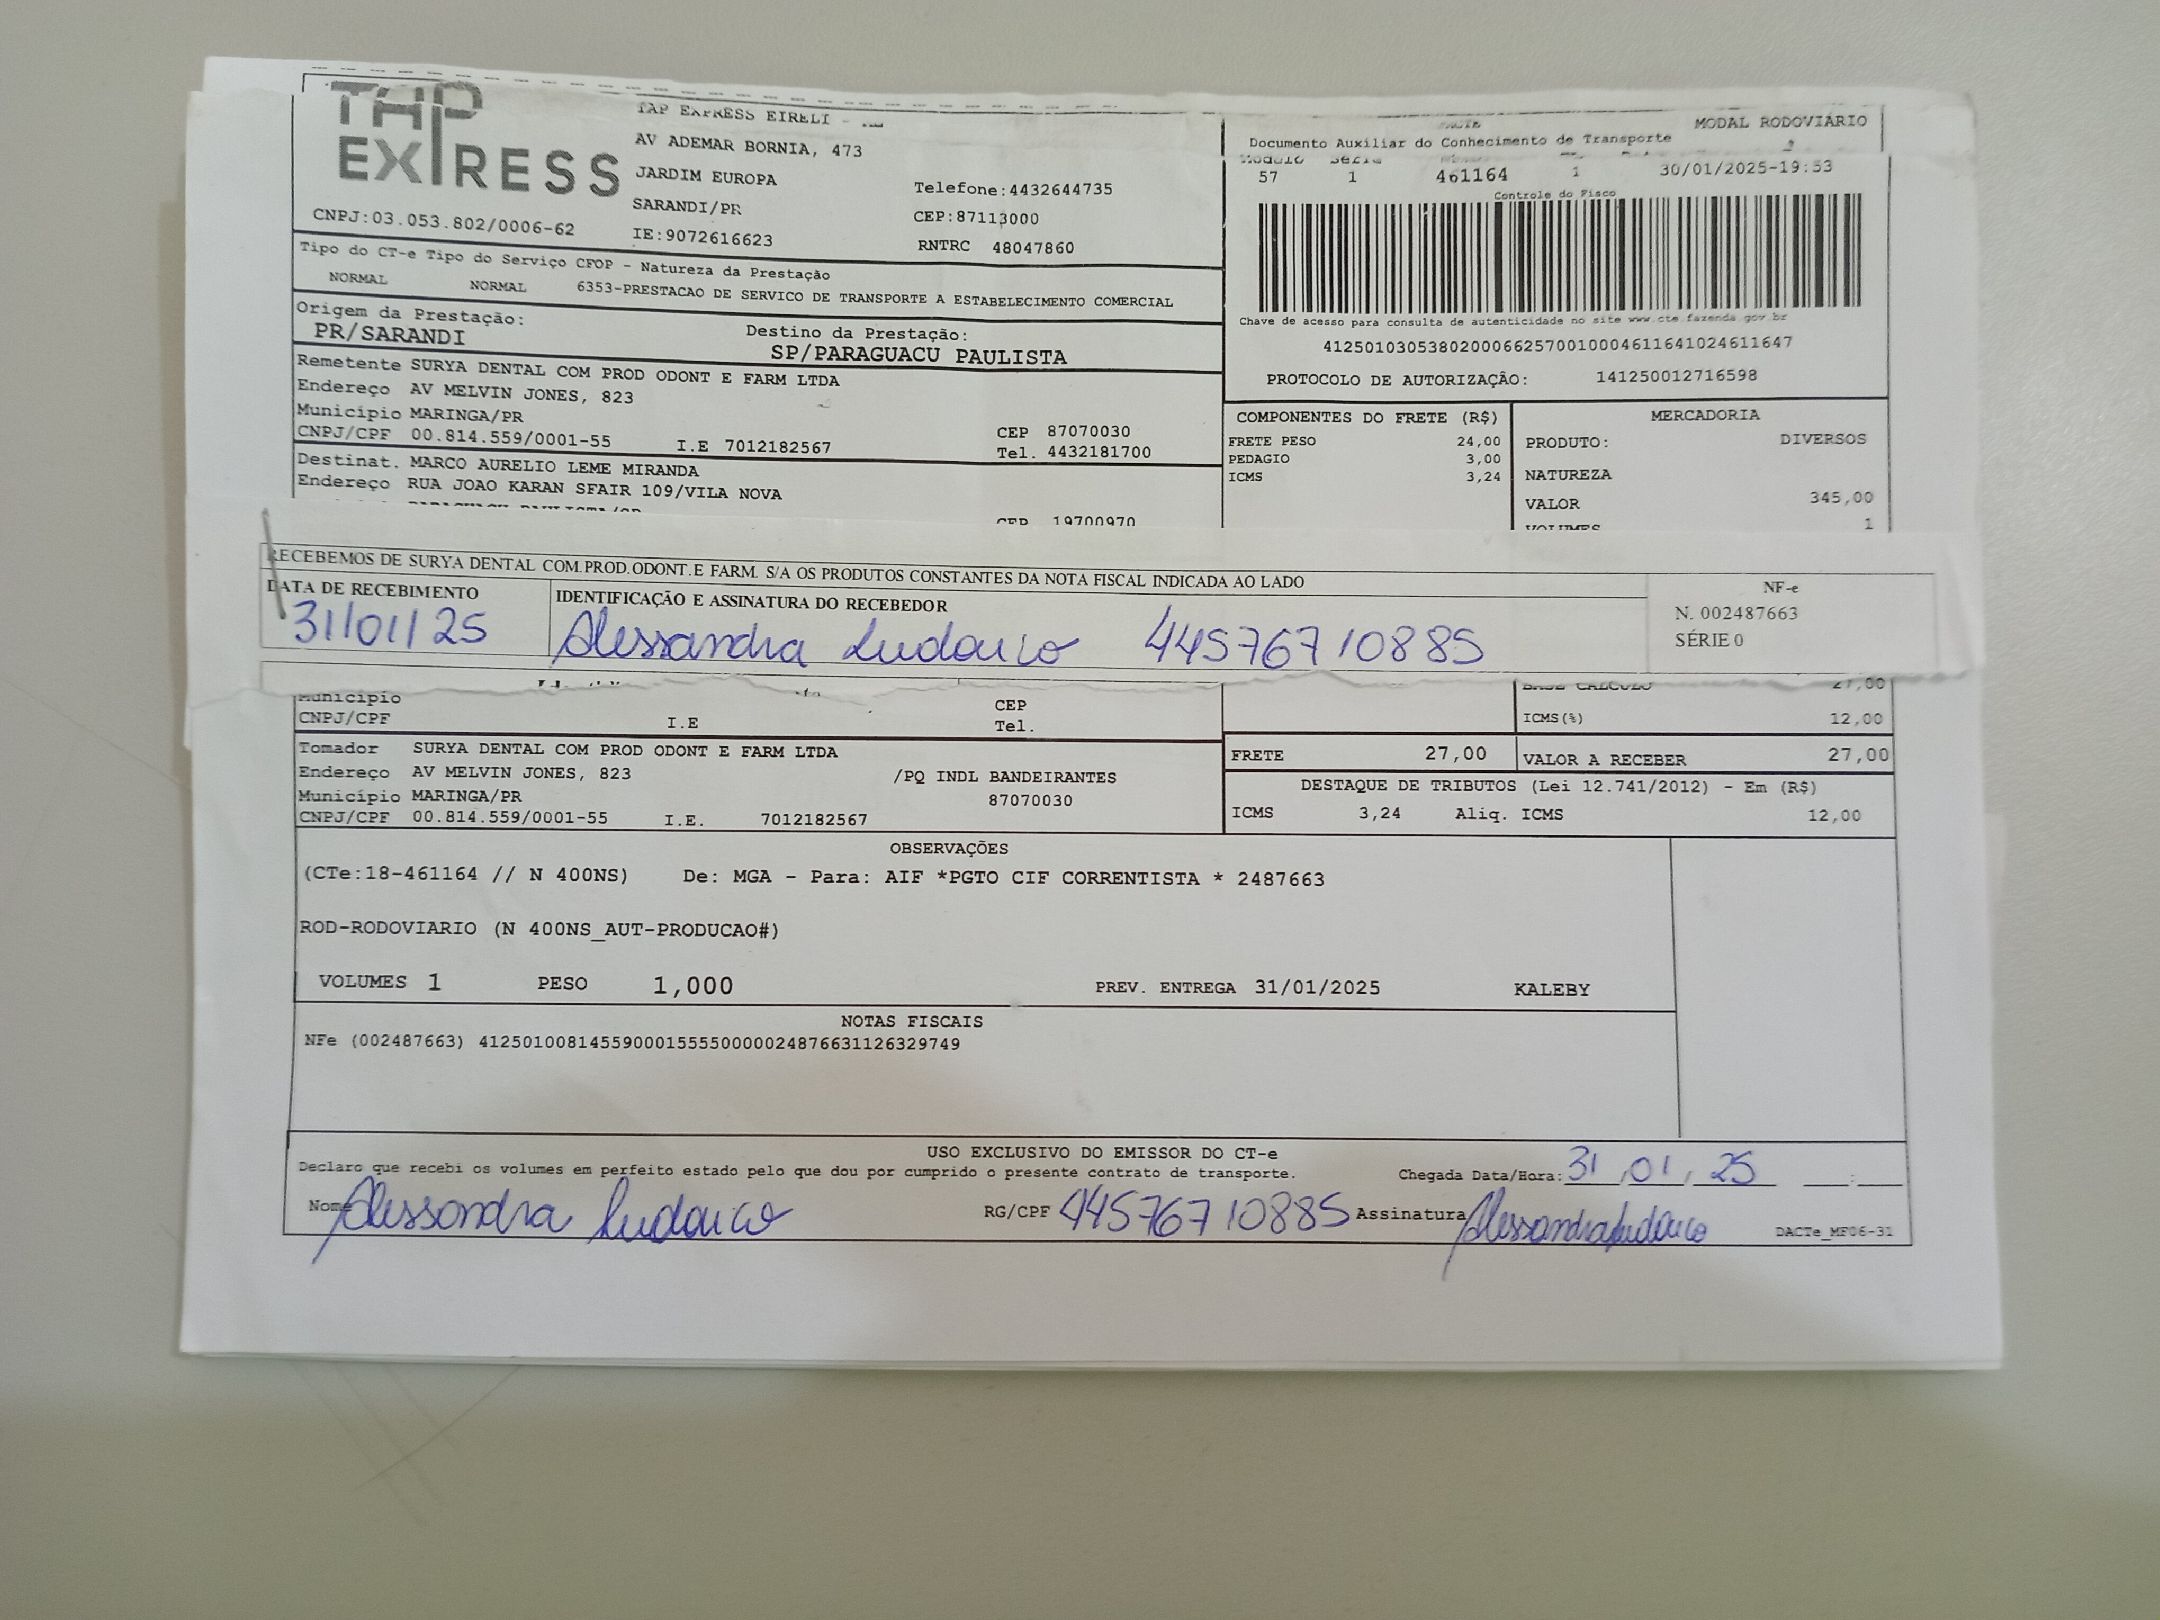 TAP
EXPRESS
TAP EXPRESS EIRELI -
AV ADEMAR BORNIA, 473
JARDIM EUROPA
Telefone:4432644735
SARANDI/PR
CEP:87113000
CNPJ:03.053.802/0006-62
IE:9072616623
RNTRC 48047860
MODAL RODOVIÁRIO
Documento Auxiliar do Conhecimento de Transporte
57 1 461164 1 30/01/2025-19:53
Controle do Fisco
Chave de acesso para consulta de autenticidade no site www.cte.fazenda.gov.br
41250103053802000662570010004611641024611647
PROTOCOLO DE AUTORIZAÇÃO: 141250012716598
Tipo do CT-e Tipo do Serviço CFOP - Natureza da Prestação
NORMAL NORMAL 6353-PRESTACAO DE SERVICO DE TRANSPORTE A ESTABELECIMENTO COMERCIAL
Origem da Prestação: Destino da Prestação:
PR/SARANDI SP/PARAGUACU PAULISTA
Remetente SURYA DENTAL COM PROD ODONT E FARM LTDA
Endereço AV MELVIN JONES, 823
Município MARINGA/PR CEP 87070030
CNPJ/CPF 00.814.559/0001-55 I.E 7012182567 Tel. 4432181700
Destinat. MARCO AURELIO LEME MIRANDA
Endereço RUA JOAO KARAN SFAIR 109/VILA NOVA
CEP 19700970
COMPONENTES DO FRETE (R$)
FRETE PESO 24,00
PEDAGIO 3,00
ICMS 3,24
MERCADORIA
PRODUTO: DIVERSOS
NATUREZA
VALOR 345,00
VOLUMES 1
RECEBEMOS DE SURYA DENTAL COM.PROD.ODONT.E FARM. S/A OS PRODUTOS CONSTANTES DA NOTA FISCAL INDICADA AO LADO
DATA DE RECEBIMENTO
31/01/25
IDENTIFICAÇÃO E ASSINATURA DO RECEBEDOR
Alessandra Ludovico 44576710885
NF-e
N. 002487663
SÉRIE 0
Município CEP
CNPJ/CPF I.E Tel.
BASE CALCULO 27,00
ICMS(%) 12,00
Tomador SURYA DENTAL COM PROD ODONT E FARM LTDA
Endereço AV MELVIN JONES, 823 /PQ INDL BANDEIRANTES
Município MARINGA/PR 87070030
CNPJ/CPF 00.814.559/0001-55 I.E. 7012182567
FRETE 27,00 VALOR A RECEBER 27,00
DESTAQUE DE TRIBUTOS (Lei 12.741/2012) - Em (R$)
ICMS 3,24 Aliq. ICMS 12,00
OBSERVAÇÕES
(CTe:18-461164 // N 400NS) De: MGA - Para: AIF *PGTO CIF CORRENTISTA * 2487663
ROD-RODOVIARIO (N 400NS_AUT-PRODUCAO#)
VOLUMES 1 PESO 1,000 PREV. ENTREGA 31/01/2025 KALEBY
NOTAS FISCAIS
NFe (002487663) 41250100814559000155550000024876631126329749
USO EXCLUSIVO DO EMISSOR DO CT-e
Declaro que recebi os volumes em perfeito estado pelo que dou por cumprido o presente contrato de transporte. Chegada Data/Hora: 31/01/25
Nome Alessandra Ludovico RG/CPF 44576710885 Assinatura Alessandra Ludovico DACTe_MF06-31